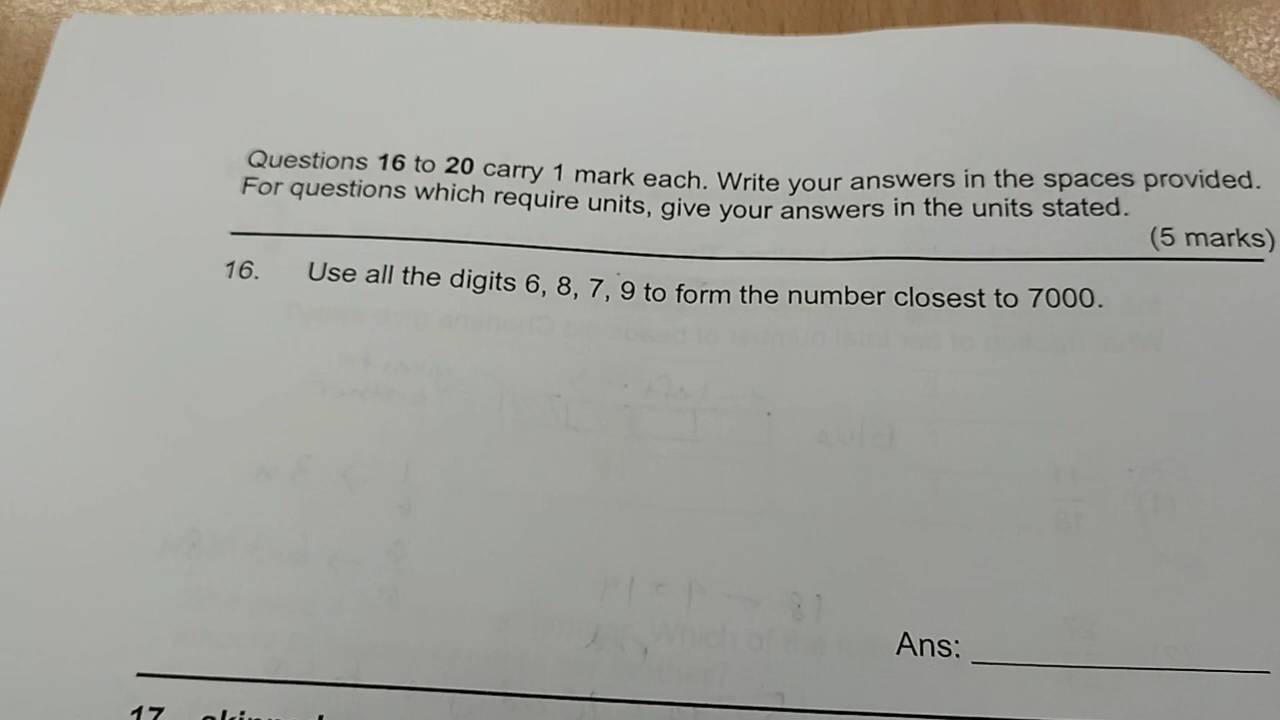 Questions 16 to 20 carry 1 mark each. Write your answers in the spaces provided.
For questions which require units, give your answers in the units stated.
(5 marks)
16. Use all the digits 6, 8, 7, 9 to form the number closest to 7000.
Ans:
17